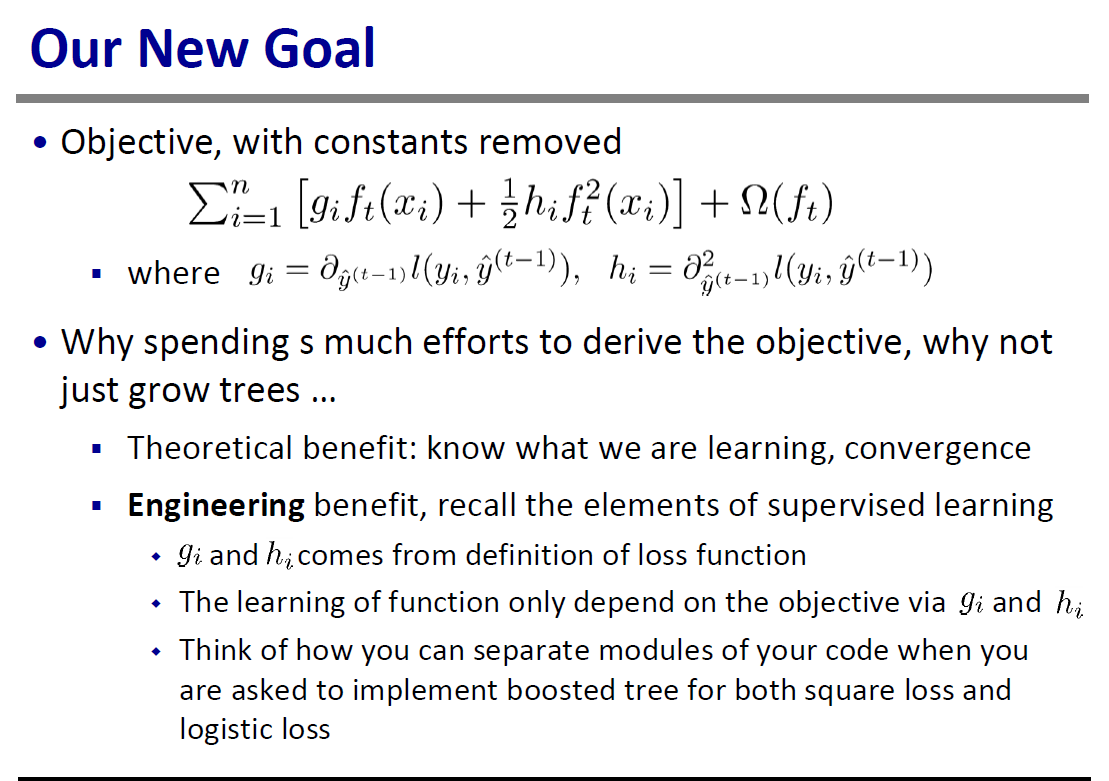 Our New Goal
• Objective, with constants removed
$\sum_{i=1}^{n} \left[ g_i f_t(x_i) + \frac{1}{2} h_i f_t^2(x_i) \right] + \Omega(f_t)$
▪ where $g_i = \partial_{\hat{y}^{(t-1)}} l(y_i, \hat{y}^{(t-1)}), \; h_i = \partial^2_{\hat{y}^{(t-1)}} l(y_i, \hat{y}^{(t-1)})$
• Why spending s much efforts to derive the objective, why not
just grow trees …
▪ Theoretical benefit: know what we are learning, convergence
▪ Engineering benefit, recall the elements of supervised learning
⬥ $g_i$ and $h_i$ comes from definition of loss function
⬥ The learning of function only depend on the objective via $g_i$ and $h_i$
⬥ Think of how you can separate modules of your code when you
are asked to implement boosted tree for both square loss and
logistic loss